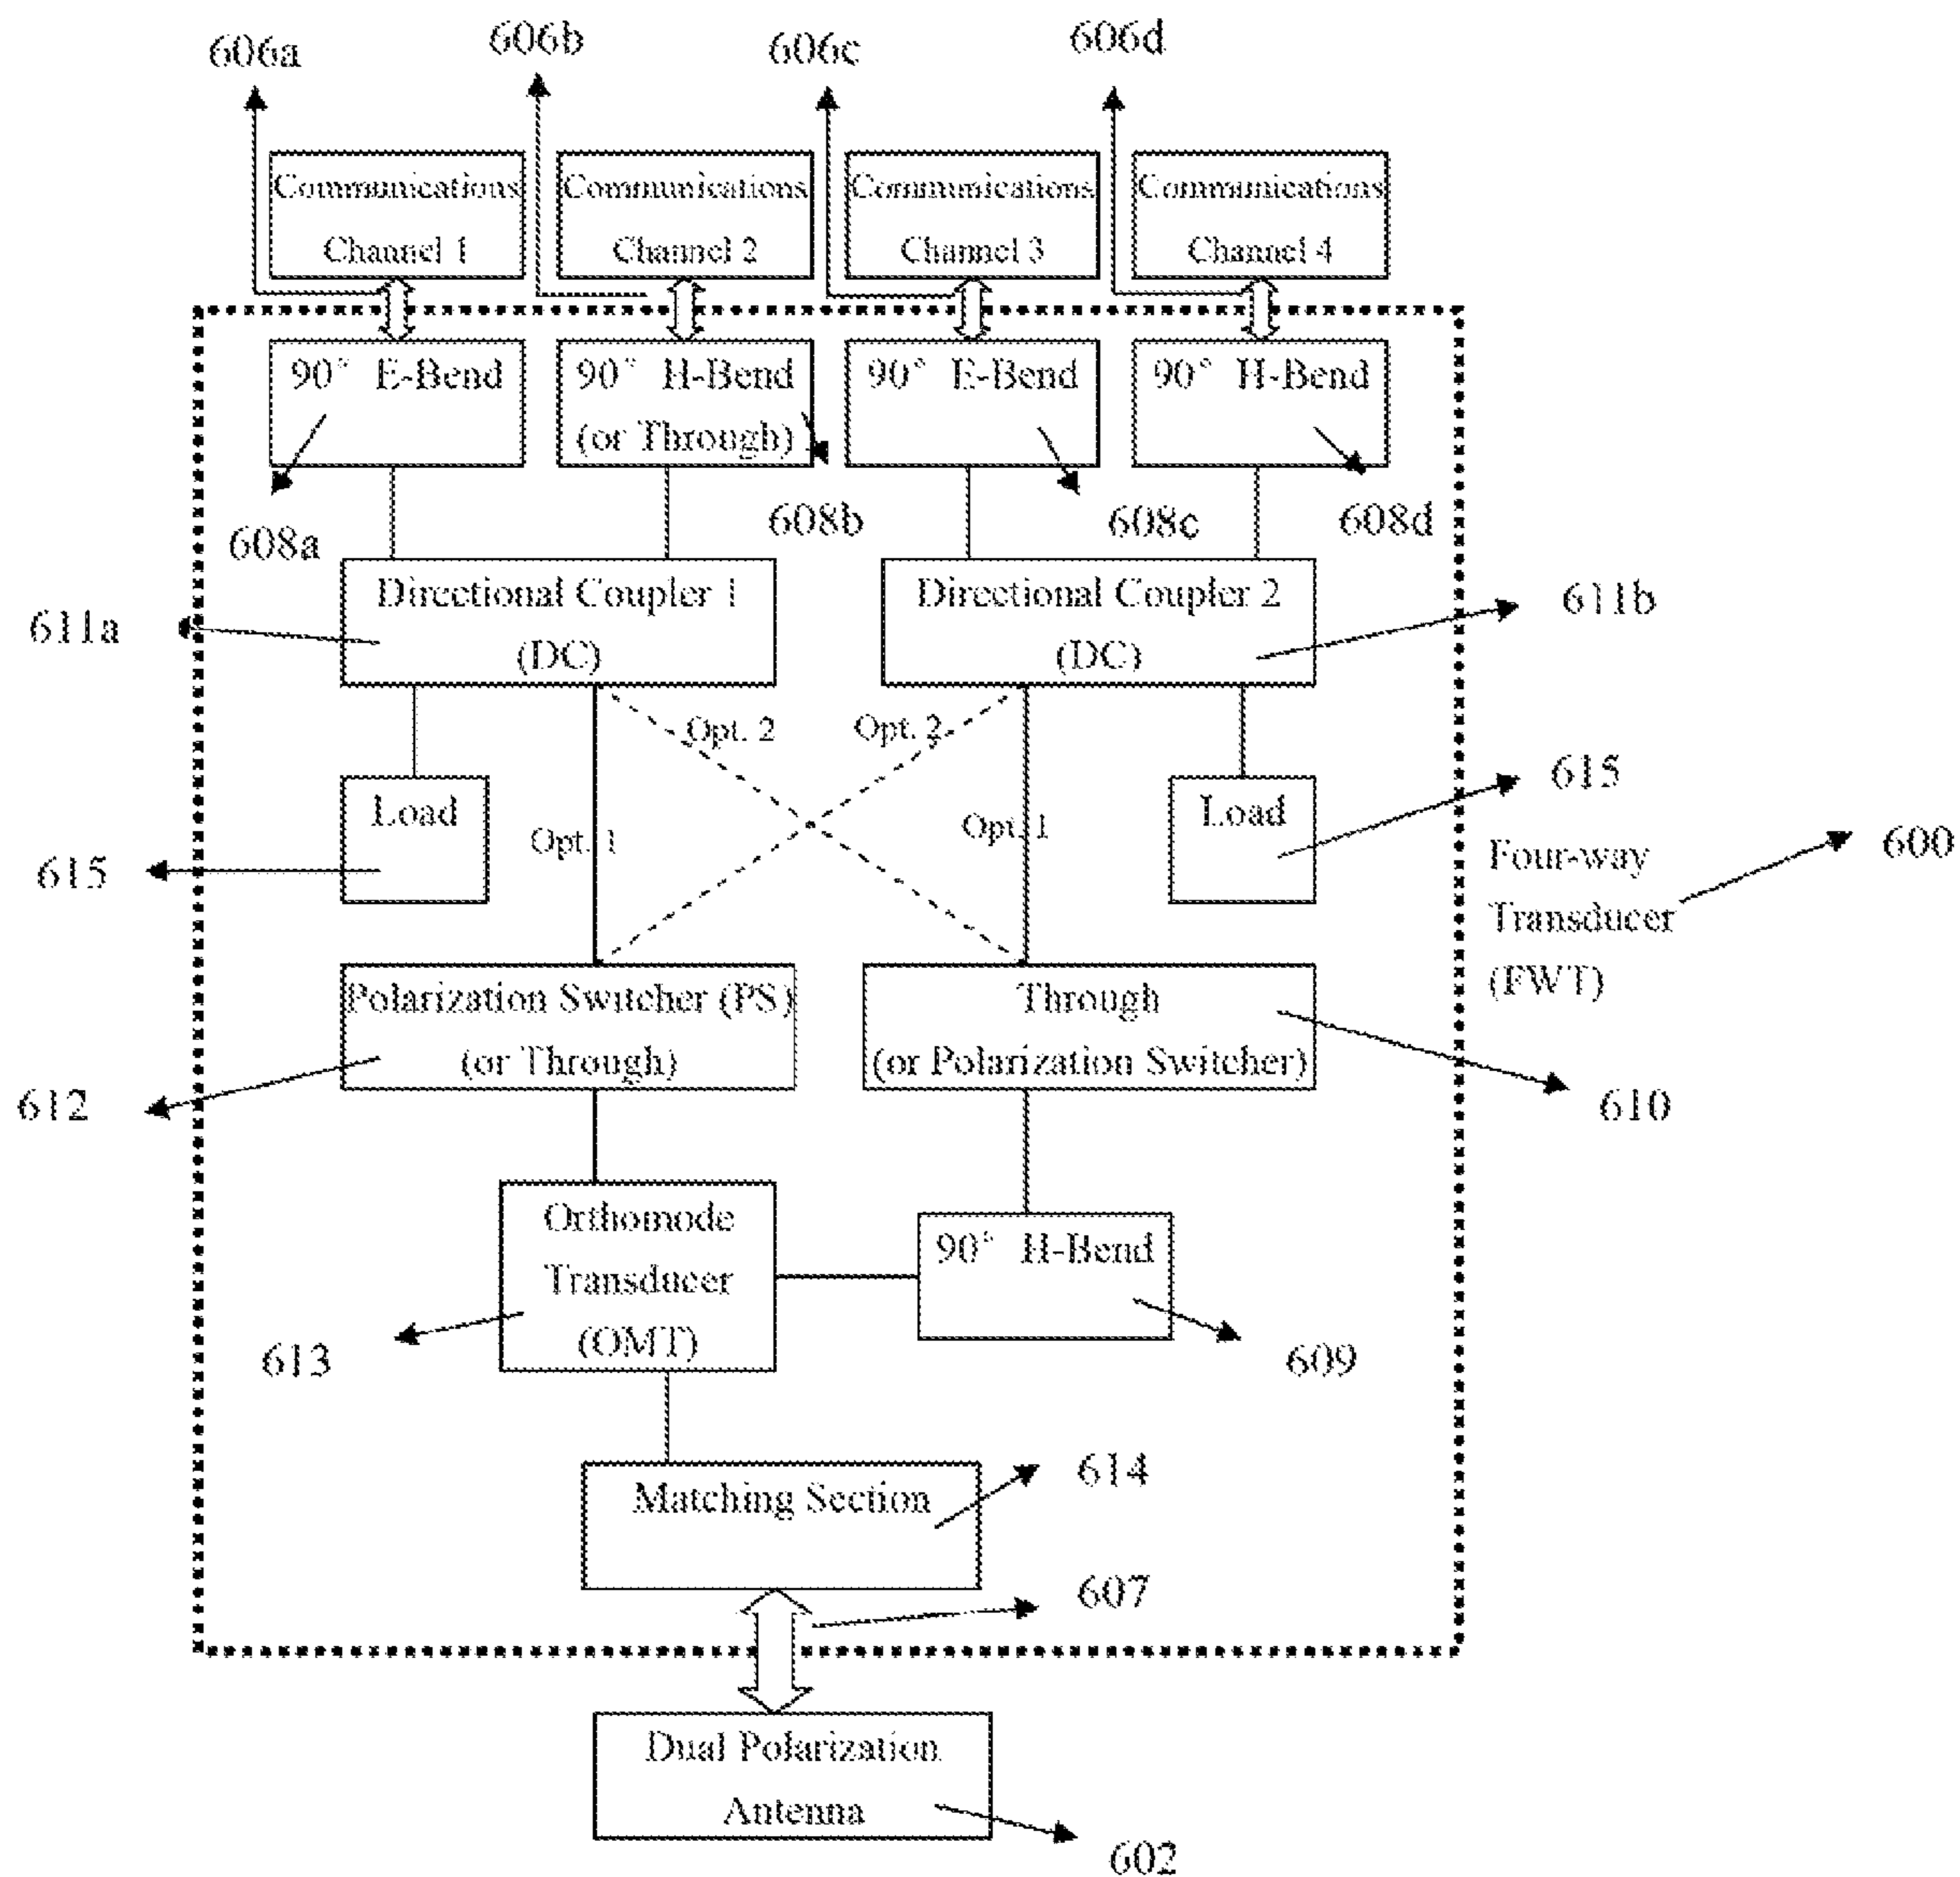 606a
606b
606c
606d
Communications
Channel 1
Communications
Channel 2
Communications
Channel 3
Communications
Channel 4
90° E-Bend
90° H-Bend
(or Through)
90° E-Bend
90° H-Bend
608a
608b
608c
608d
Directional Coupler 1
(DC)
Directional Coupler 2
(DC)
611a
611b
Opt. 2
Opt. 2
Load
Opt. 1
Opt. 1
Load
615
615
Four-way
Transducer
(FWT)
600
Polarization Switcher (PS)
(or Through)
Through
(or Polarization Switcher)
612
610
Orthomode
Transducer
(OMT)
90° H-Bend
613
609
Matching Section
614
607
Dual Polarization
Antenna
602